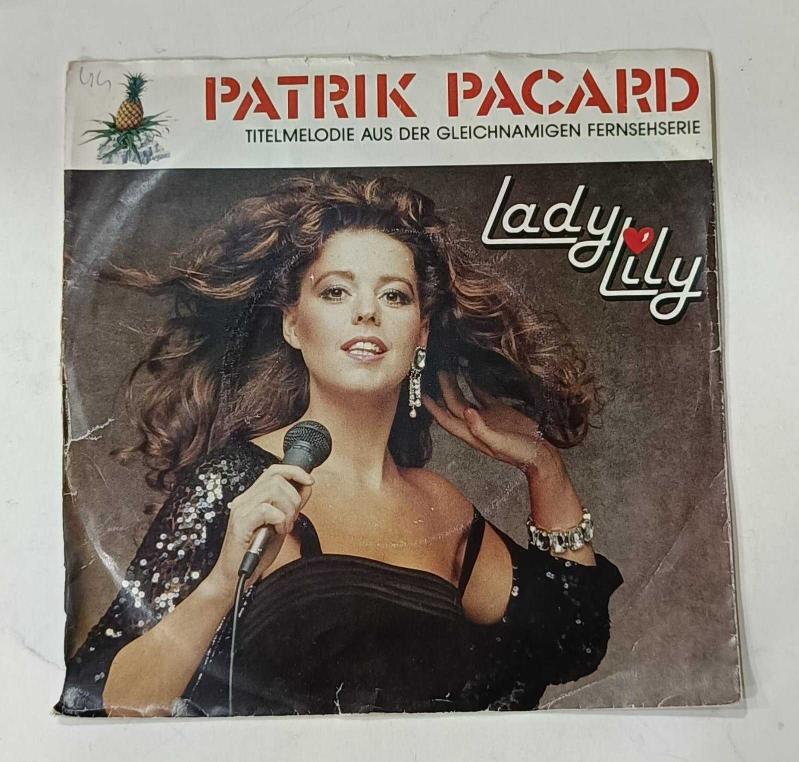 PATRIK PACARD
TITELMELODIE AUS DER GLEICHNAMIGEN FERNSEHSERIE
Lady
Lily